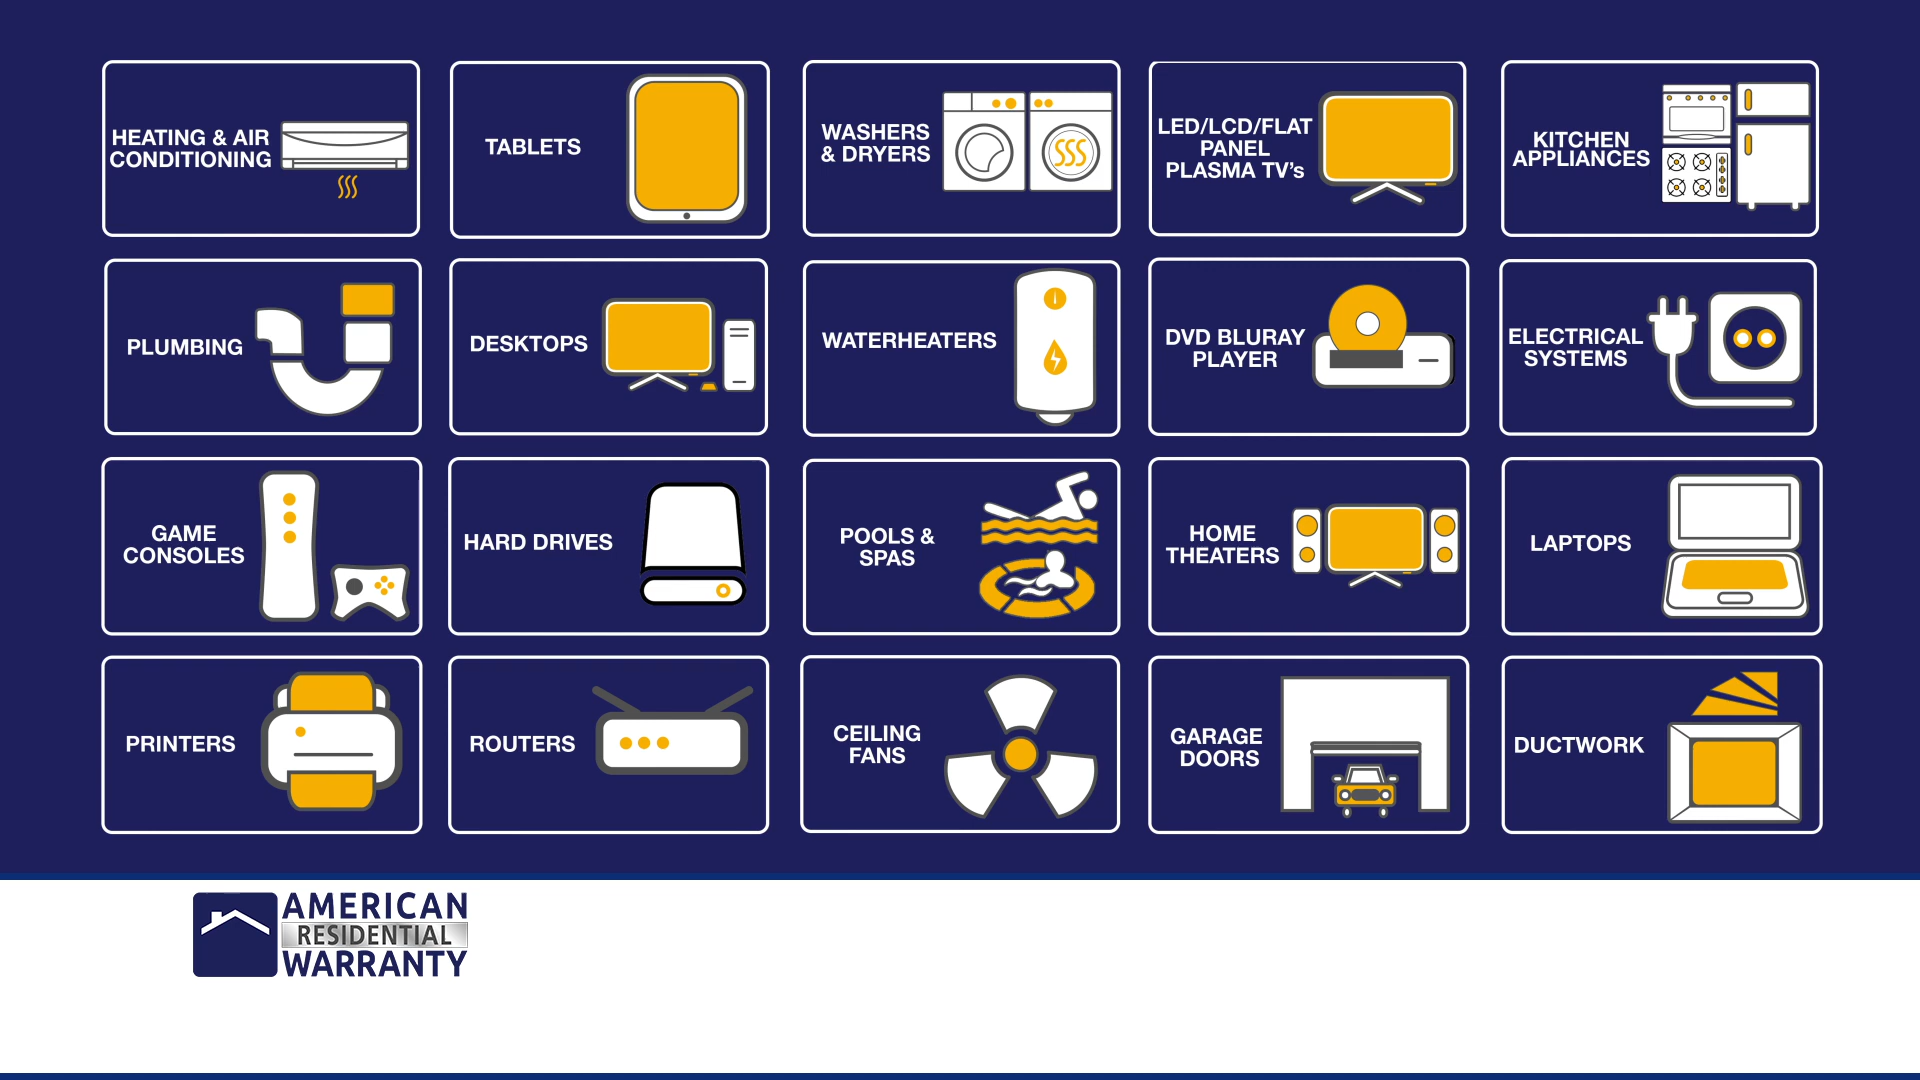 HEATING & AIR
CONDITIONING
TABLETS
WASHERS
& DRYERS
LED/LCD/FLAT
PANEL
PLASMA TV's
KITCHEN
APPLIANCES
PLUMBING
DESKTOPS
WATERHEATERS
DVD BLURAY
PLAYER
ELECTRICAL
SYSTEMS
GAME
CONSOLES
HARD DRIVES
POOLS &
SPAS
HOME
THEATERS
LAPTOPS
PRINTERS
ROUTERS
CEILING
FANS
GARAGE
DOORS
DUCTWORK
AMERICAN
RESIDENTIAL
WARRANTY